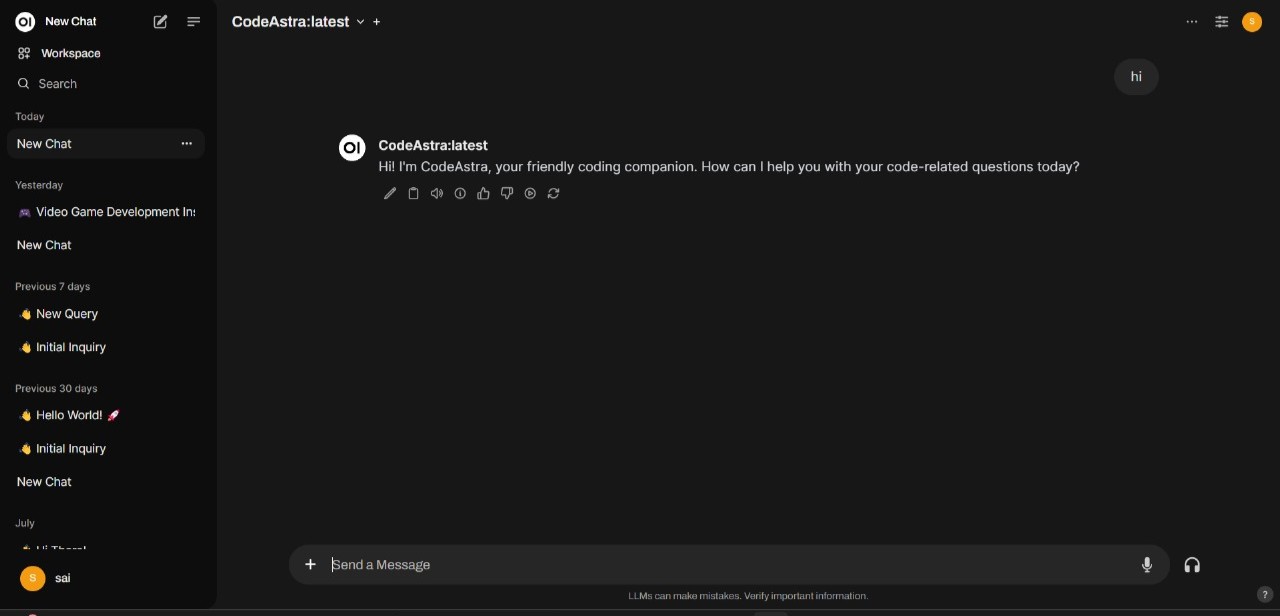 OI New Chat
Workspace
Search
Today
New Chat
Yesterday
🎮 Video Game Development Ins
New Chat
Previous 7 days
👋 New Query
👋 Initial Inquiry
Previous 30 days
👋 Hello World! 🚀
👋 Initial Inquiry
New Chat
July
👋 Hi There!
S sai
CodeAstra:latest
S
hi
OI CodeAstra:latest
Hi! I'm CodeAstra, your friendly coding companion. How can I help you with your code-related questions today?
Send a Message
LLMs can make mistakes. Verify important information.
?